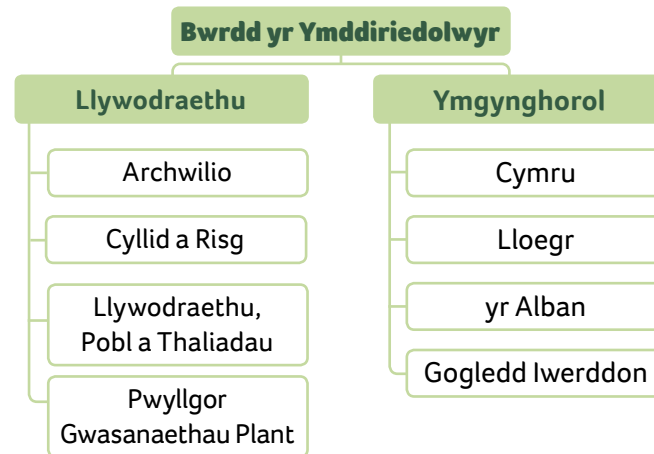 Bwrdd yr Ymddiriedolwyr
Llywodraethu
Archwilio
Cyllid a Risg
Llywodraethu,
Pobl a Thaliadau
Pwyllgor
Gwasanaethau Plant
Ymgynghorol
Cymru
Lloegr
yr Alban
Gogledd Iwerddon